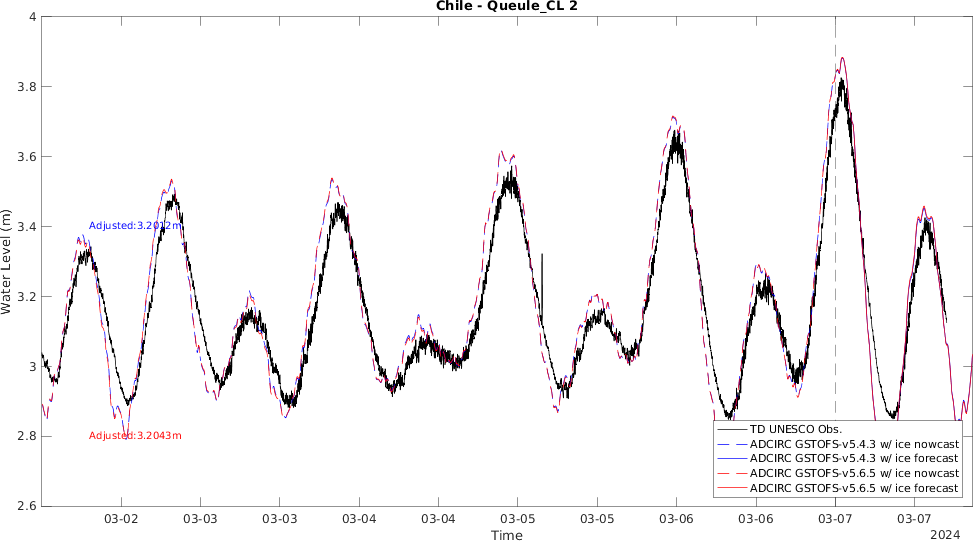 Chile - Queule_CL 2
4
3.8
3.6
3.4
3.2
3
2.8
2.6
Water Level (m)
Adjusted:3.2012m
Adjusted:3.2043m
TD UNESCO Obs.
ADCIRC GSTOFS-v5.4.3 w/ ice nowcast
ADCIRC GSTOFS-v5.4.3 w/ ice forecast
ADCIRC GSTOFS-v5.6.5 w/ ice nowcast
ADCIRC GSTOFS-v5.6.5 w/ ice forecast
03-02 03-03 03-03 03-04 03-04 03-05 03-05 03-06 03-06 03-07 03-07
Time
2024